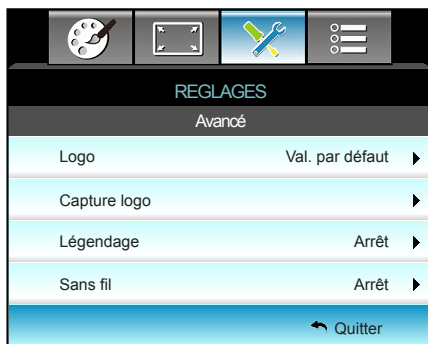 REGLAGES
Avancé
Logo Val. par défaut
Capture logo
Légendage Arrêt
Sans fil Arrêt
Quitter